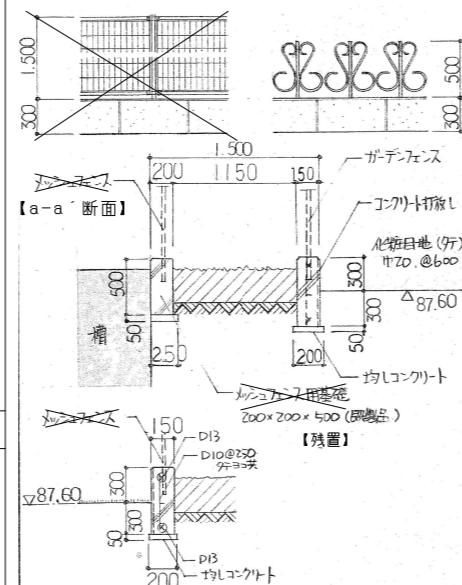 1,500
300
500
300
1,500
200 1150 150
メッシュフェンス
ガーデンフェンス
【a-a´断面】
コンクリート打放し
化粧目地 (タテ)
巾20. @600
500
300
△87.60
300
50
50
250
200
均しコンクリート
メッシュフェンス用基礎
200×200×500 (既製品)
【残置】
メッシュフェンス
150
D13
D10@250
タテヨコ共
300
▽87.60
300
50
D13
均しコンクリート
200